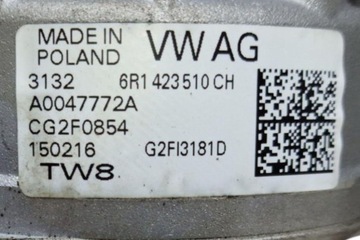 MADE IN
POLAND
VW AG
3132 6R1 423 510 CH
A0047772A
CG2F0854
150216 G2FI3181D
TW8